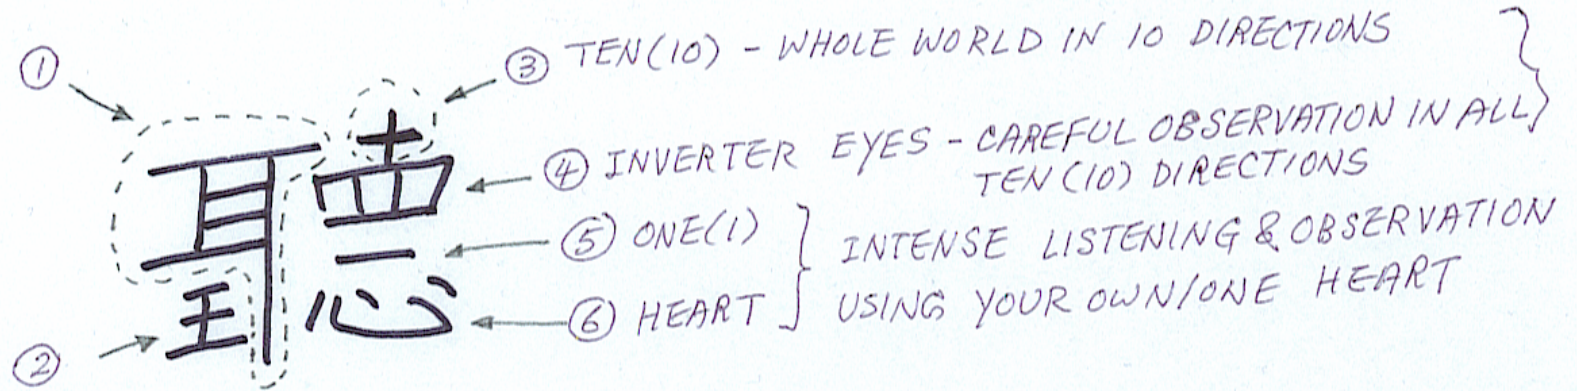 ①
聽
②
③ TEN(10) - WHOLE WORLD IN 10 DIRECTIONS
④ INVERTER EYES - CAREFUL OBSERVATION IN ALL
TEN(10) DIRECTIONS
⑤ ONE(1)
⑥ HEART
INTENSE LISTENING & OBSERVATION
USING YOUR OWN/ONE HEART